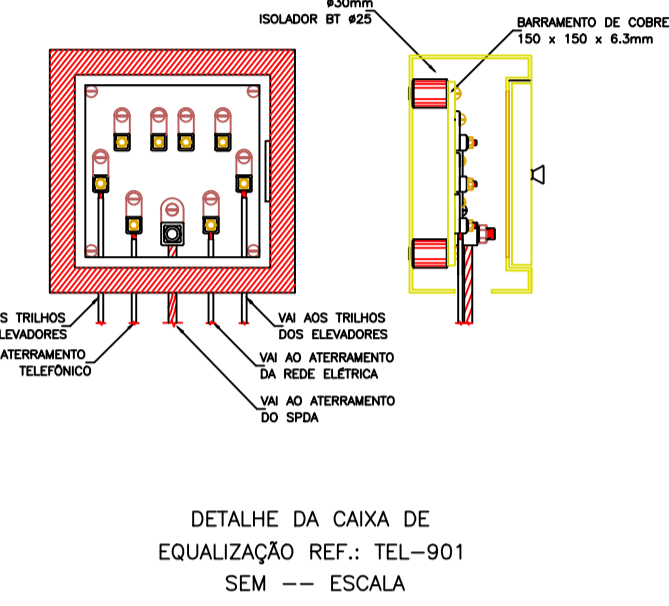 ø30mm
ISOLADOR BT ø25
BARRAMENTO DE COBRE
150 x 150 x 6.3mm
S TRILHOS
LEVADORES
ATERRAMENTO
TELEFÔNICO
VAI AOS TRILHOS
DOS ELEVADORES
VAI AO ATERRAMENTO
DA REDE ELÉTRICA
VAI AO ATERRAMENTO
DO SPDA
DETALHE DA CAIXA DE
EQUALIZAÇÃO REF.: TEL-901
SEM -- ESCALA